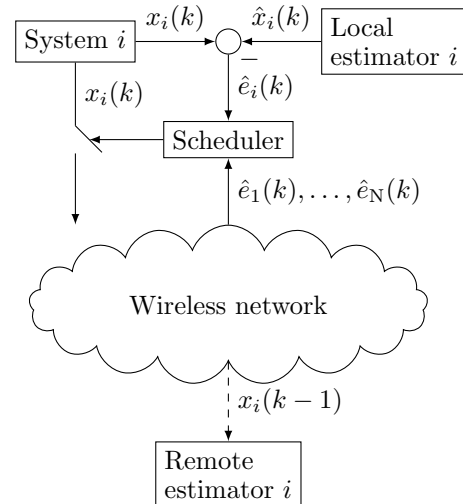 System i
x_i(k)
x̂_i(k)
Local
estimator i
−
x_i(k)
ê_i(k)
Scheduler
ê_1(k), . . . , ê_N(k)
Wireless network
x_i(k − 1)
Remote
estimator i